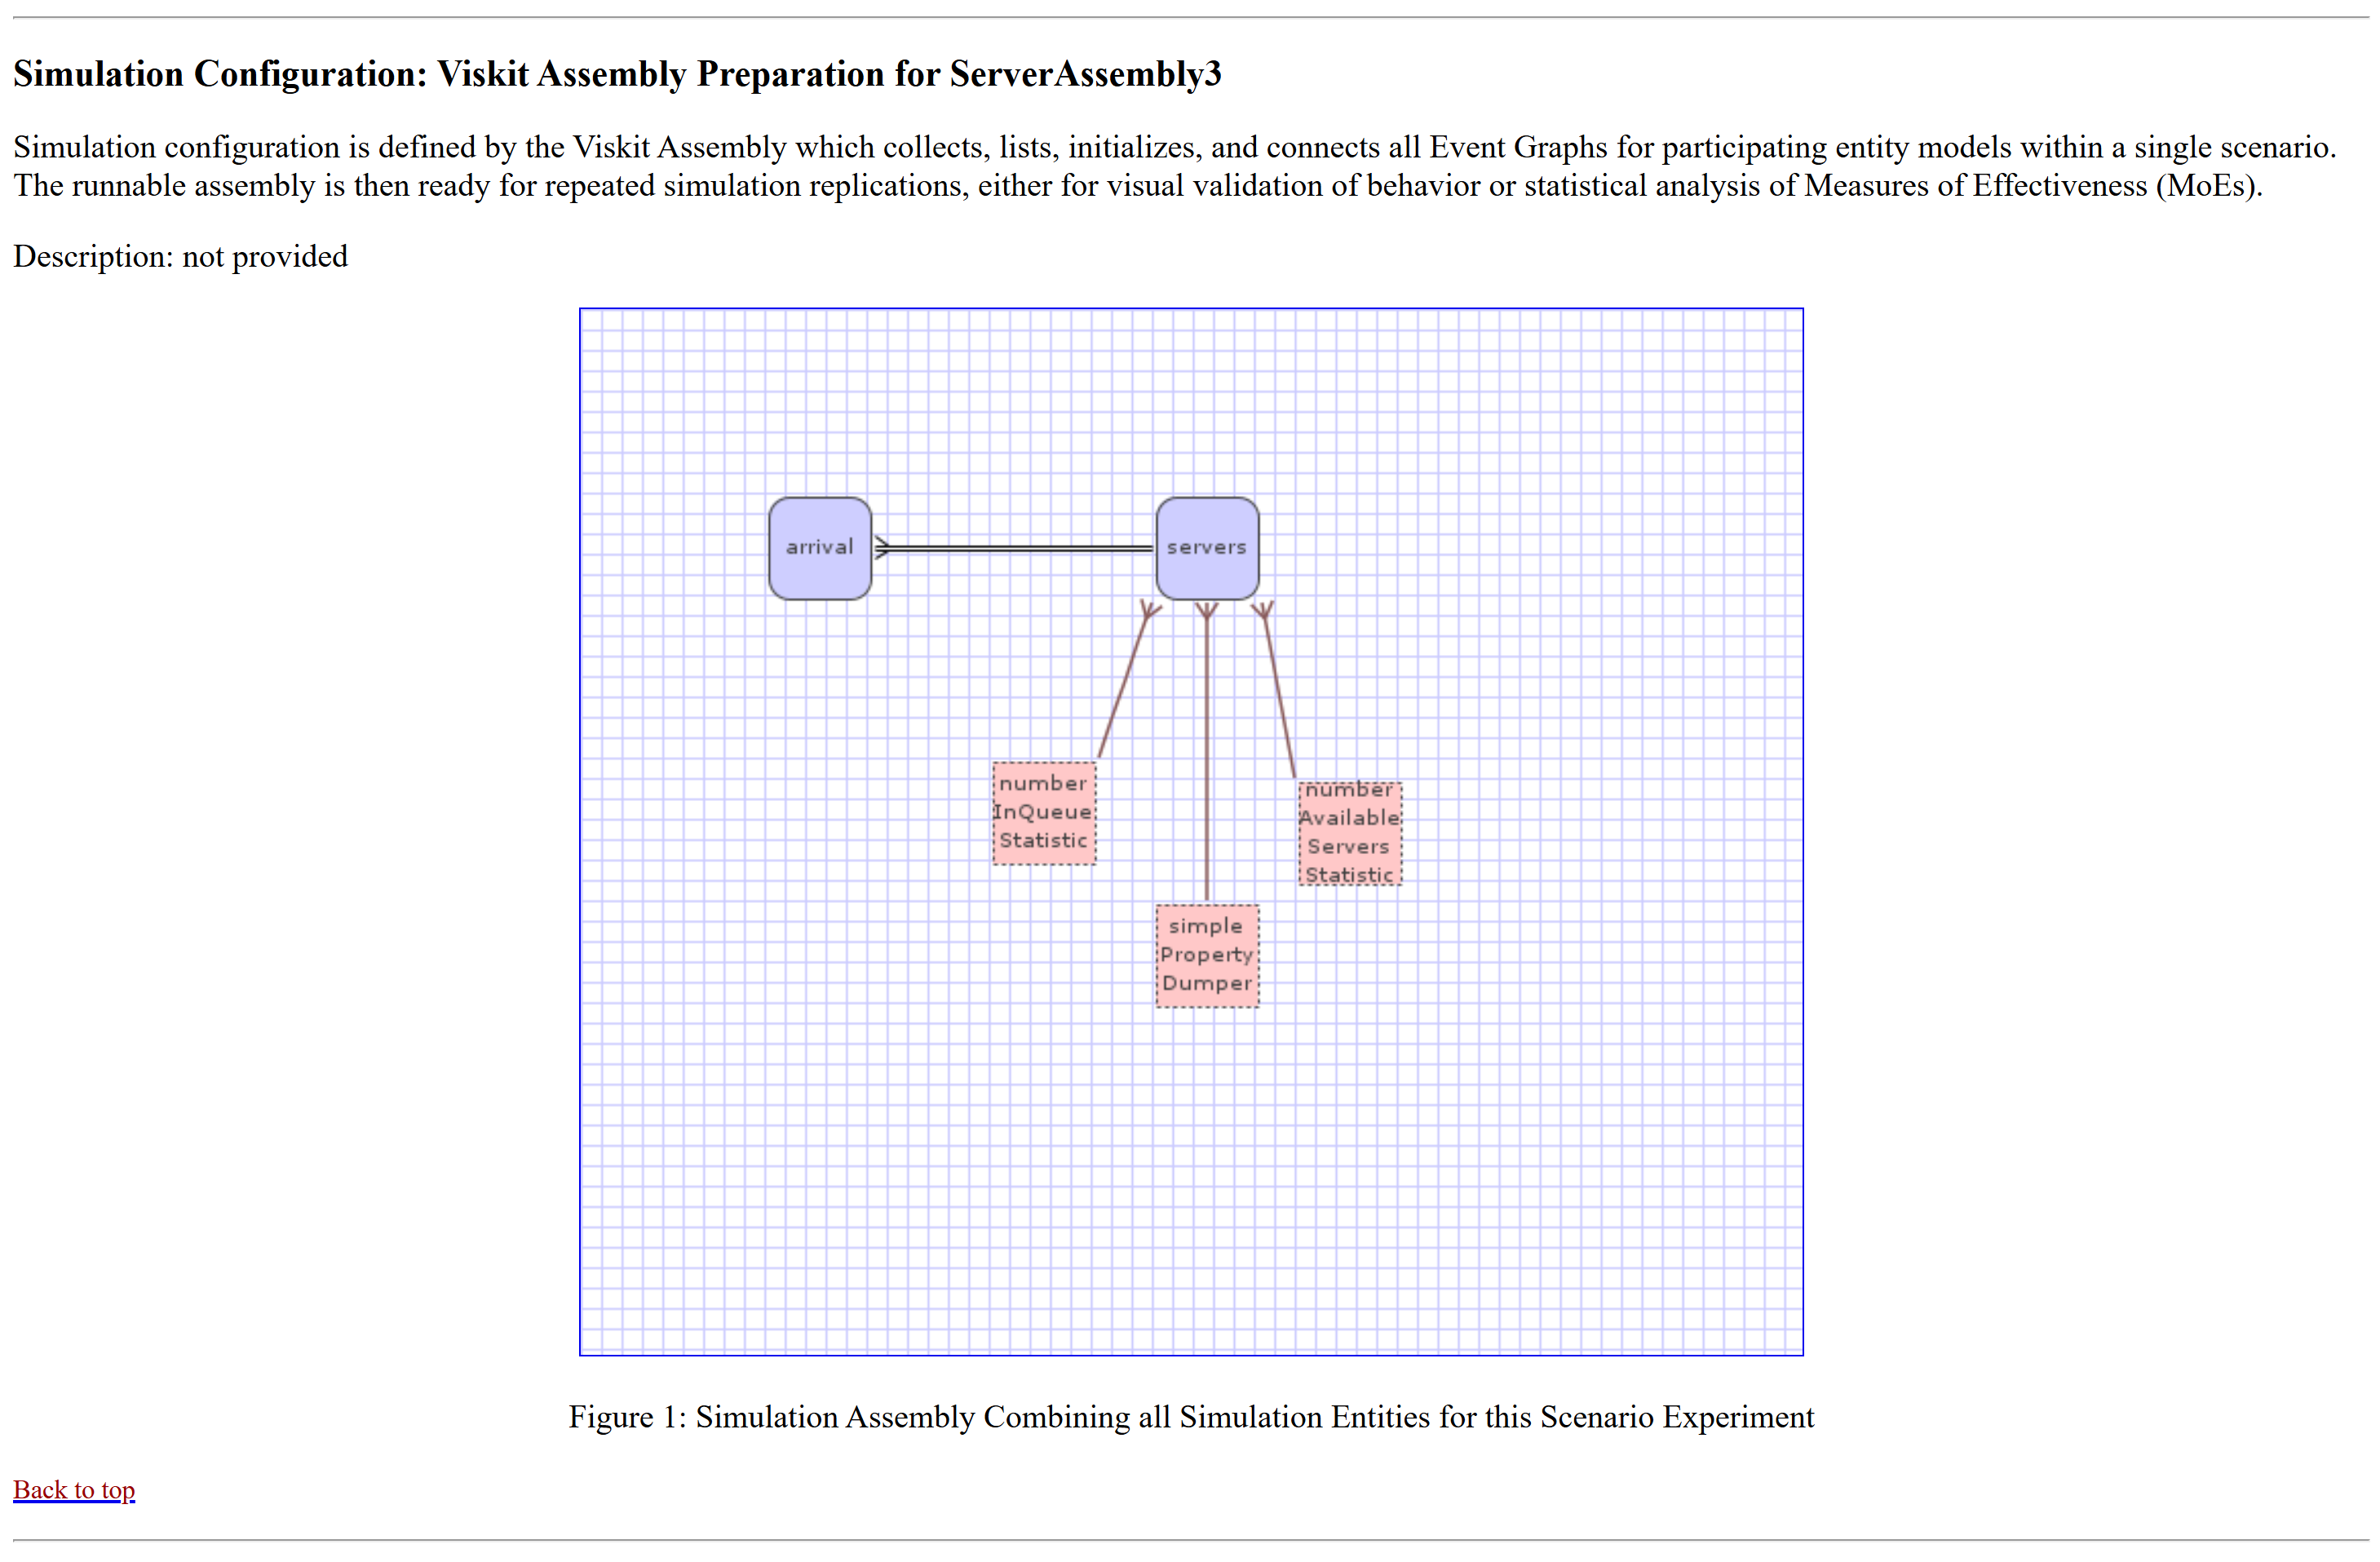 Simulation Configuration: Viskit Assembly Preparation for ServerAssembly3
Simulation configuration is defined by the Viskit Assembly which collects, lists, initializes, and connects all Event Graphs for participating entity models within a single scenario.
The runnable assembly is then ready for repeated simulation replications, either for visual validation of behavior or statistical analysis of Measures of Effectiveness (MoEs).
Description: not provided
arrival
servers
number
InQueue
Statistic
number
Available
Servers
Statistic
simple
Property
Dumper
Figure 1: Simulation Assembly Combining all Simulation Entities for this Scenario Experiment
Back to top